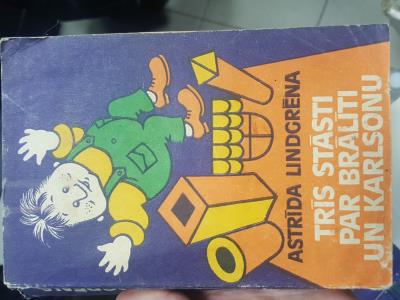 ASTRĪDA LINDGRĒNA
TRĪS STĀSTI
PAR BRĀLĪTI
UN KARLSONU